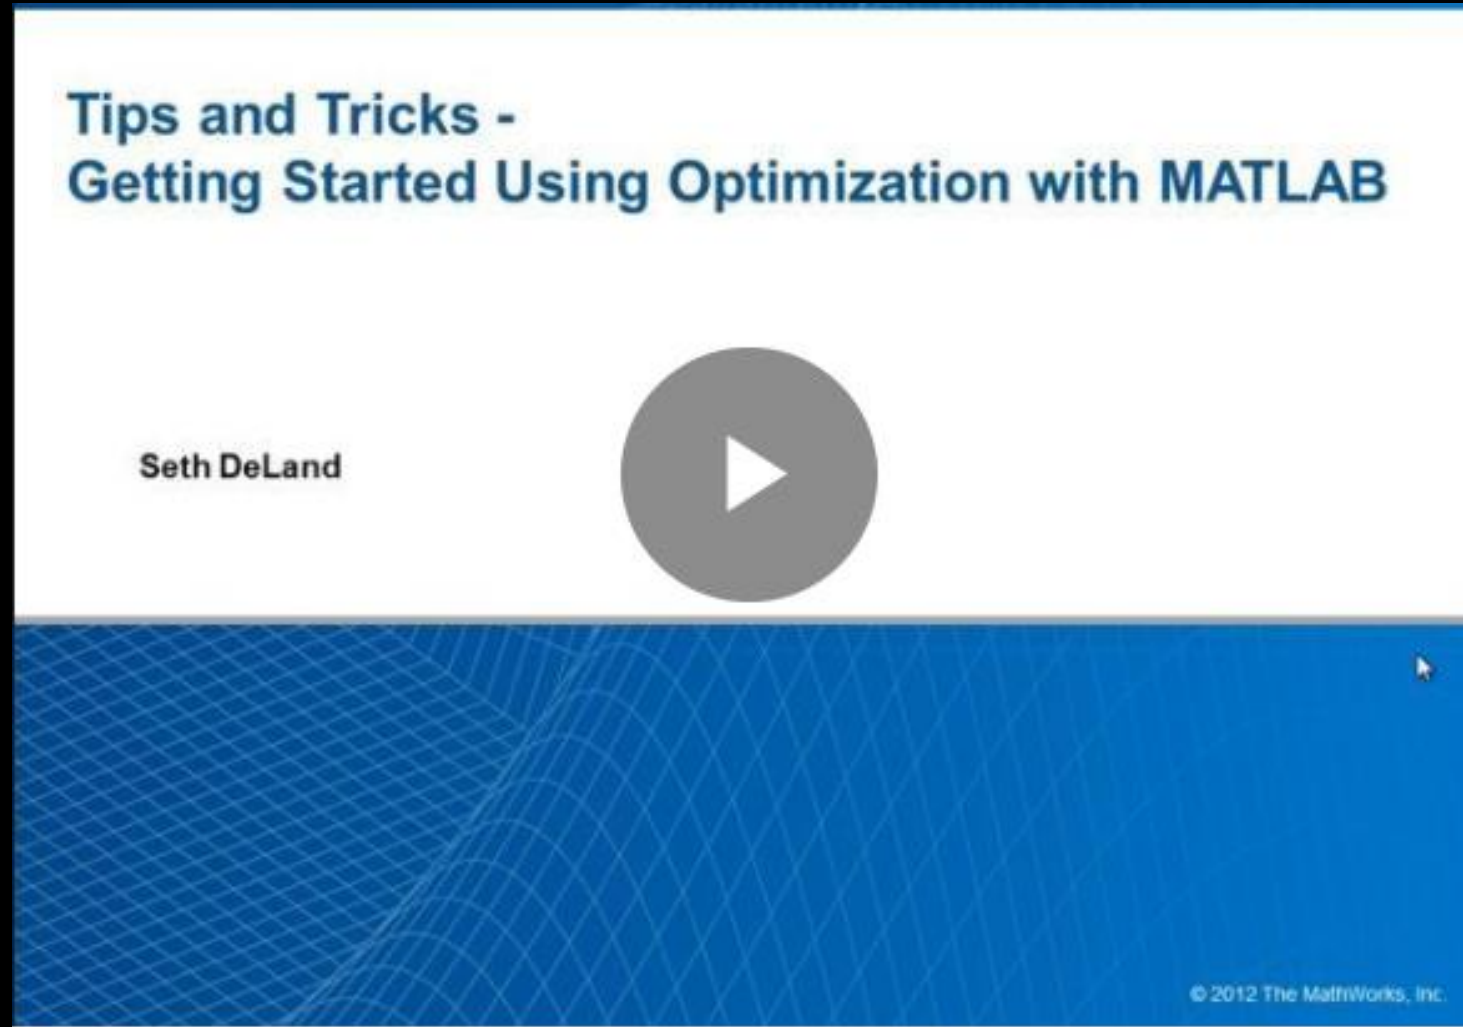 Tips and Tricks -
Getting Started Using Optimization with MATLAB
Seth DeLand
© 2012 The MathWorks, Inc.